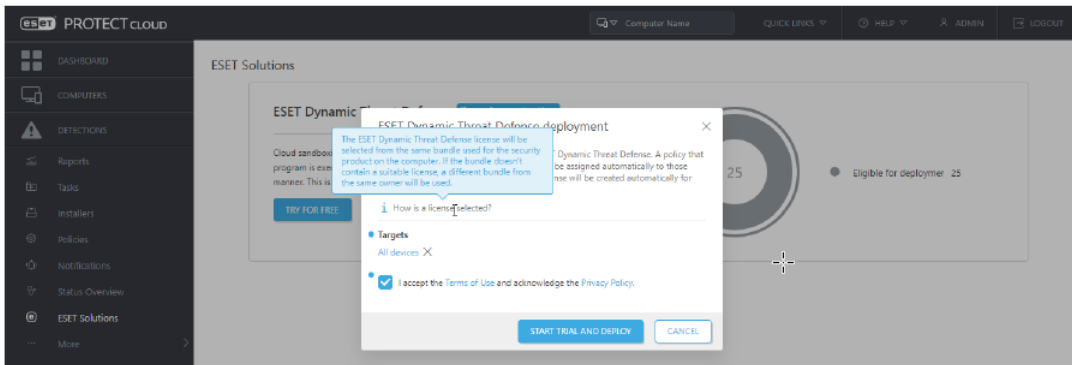 eset PROTECT CLOUD
Computer Name
QUICK LINKS
HELP
ADMIN
LOGOUT
DASHBOARD
COMPUTERS
DETECTIONS
Reports
Tasks
Installers
Policies
Notifications
Status Overview
ESET Solutions
More
ESET Solutions
ESET Dynamic
Cloud sandbox
program is exe
manner. This is
TRY FOR FREE
25
Eligible for deploymer 25
ESET Dynamic Threat Defense deployment
The ESET Dynamic Threat Defense license will be
selected from the same bundle used for the security
product on the computer. If the bundle doesn't
contain a suitable license, a different bundle from
the same owner will be used.
Dynamic Threat Defense. A policy that
be assigned automatically to those
nse will be created automatically for
How is a license selected?
Targets
All devices
I accept the Terms of Use and acknowledge the Privacy Policy.
START TRIAL AND DEPLOY
CANCEL